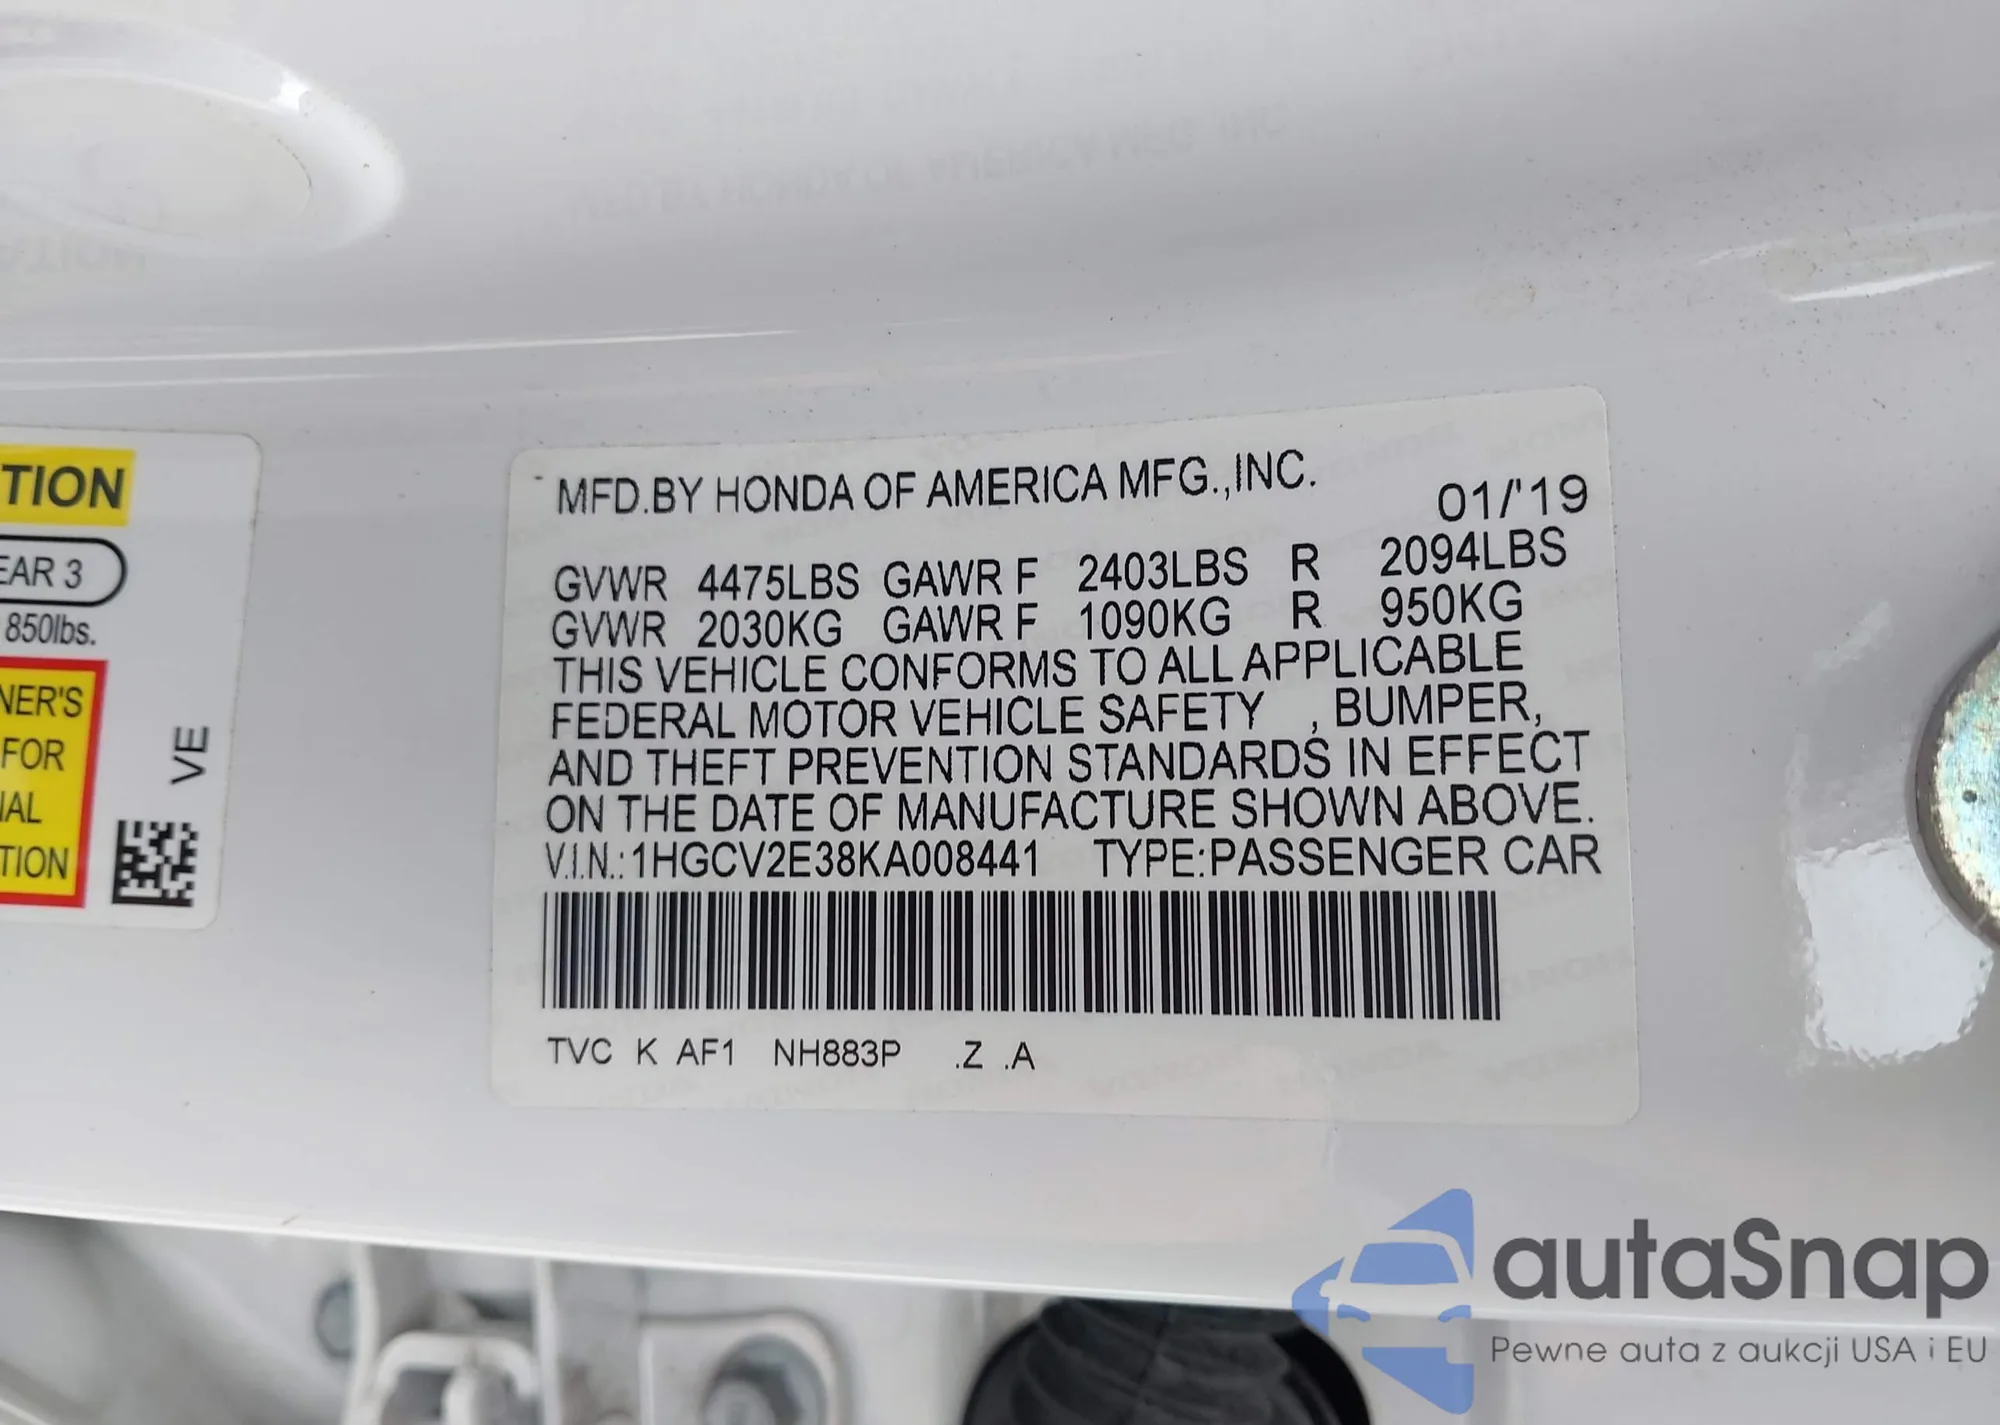 TION
EAR 3
850lbs.
NER'S
FOR
IAL
TION
VE
MFD.BY HONDA OF AMERICA MFG.,INC.
01/'19
GVWR 4475LBS GAWR F 2403LBS R 2094LBS
GVWR 2030KG GAWR F 1090KG R 950KG
THIS VEHICLE CONFORMS TO ALL APPLICABLE
FEDERAL MOTOR VEHICLE SAFETY , BUMPER,
AND THEFT PREVENTION STANDARDS IN EFFECT
ON THE DATE OF MANUFACTURE SHOWN ABOVE.
V.I.N.:1HGCV2E38KA008441 TYPE:PASSENGER CAR
TVC K AF1 NH883P .Z .A
autaSnap
Pewne auta z aukcji USA i EU